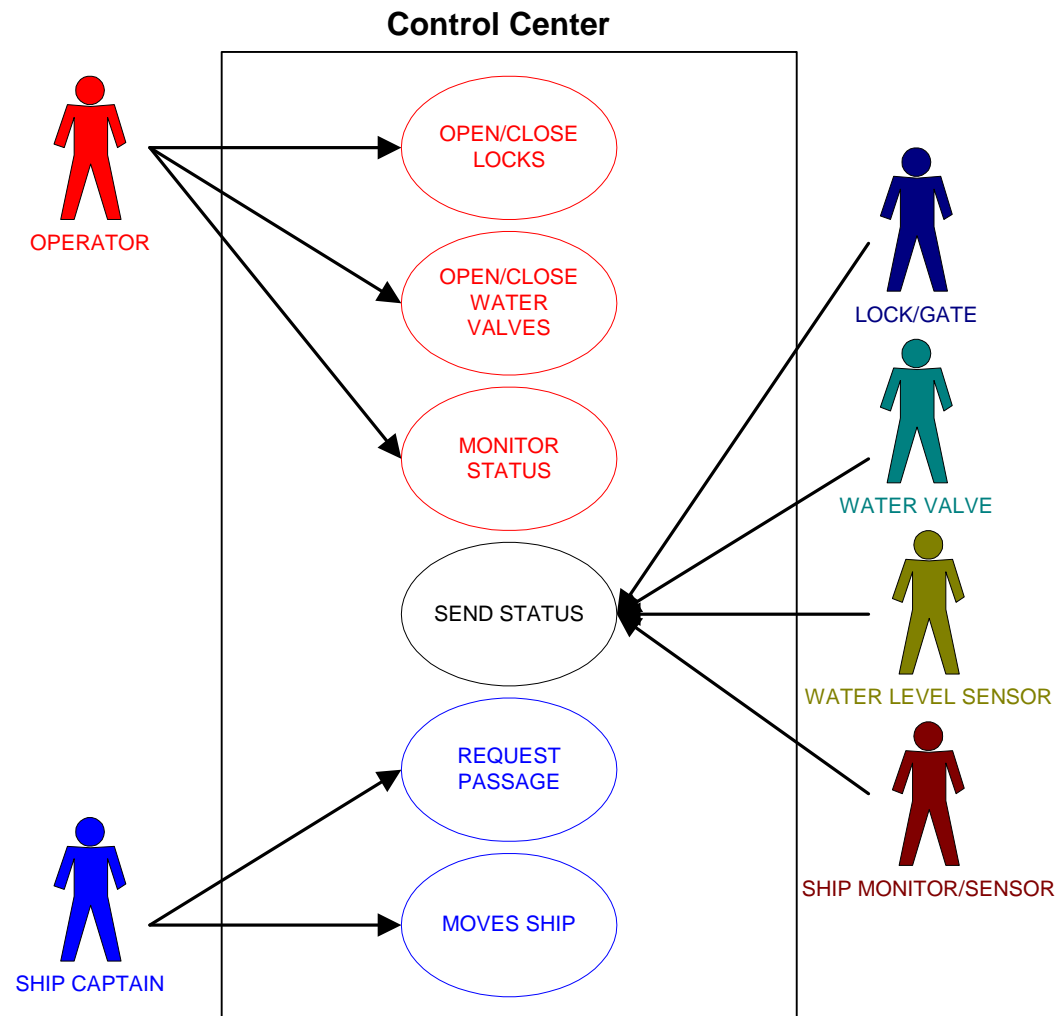 Control Center
OPERATOR
OPEN/CLOSE
LOCKS
OPEN/CLOSE
WATER
VALVES
MONITOR
STATUS
SEND STATUS
REQUEST
PASSAGE
MOVES SHIP
SHIP CAPTAIN
LOCK/GATE
WATER VALVE
WATER LEVEL SENSOR
SHIP MONITOR/SENSOR